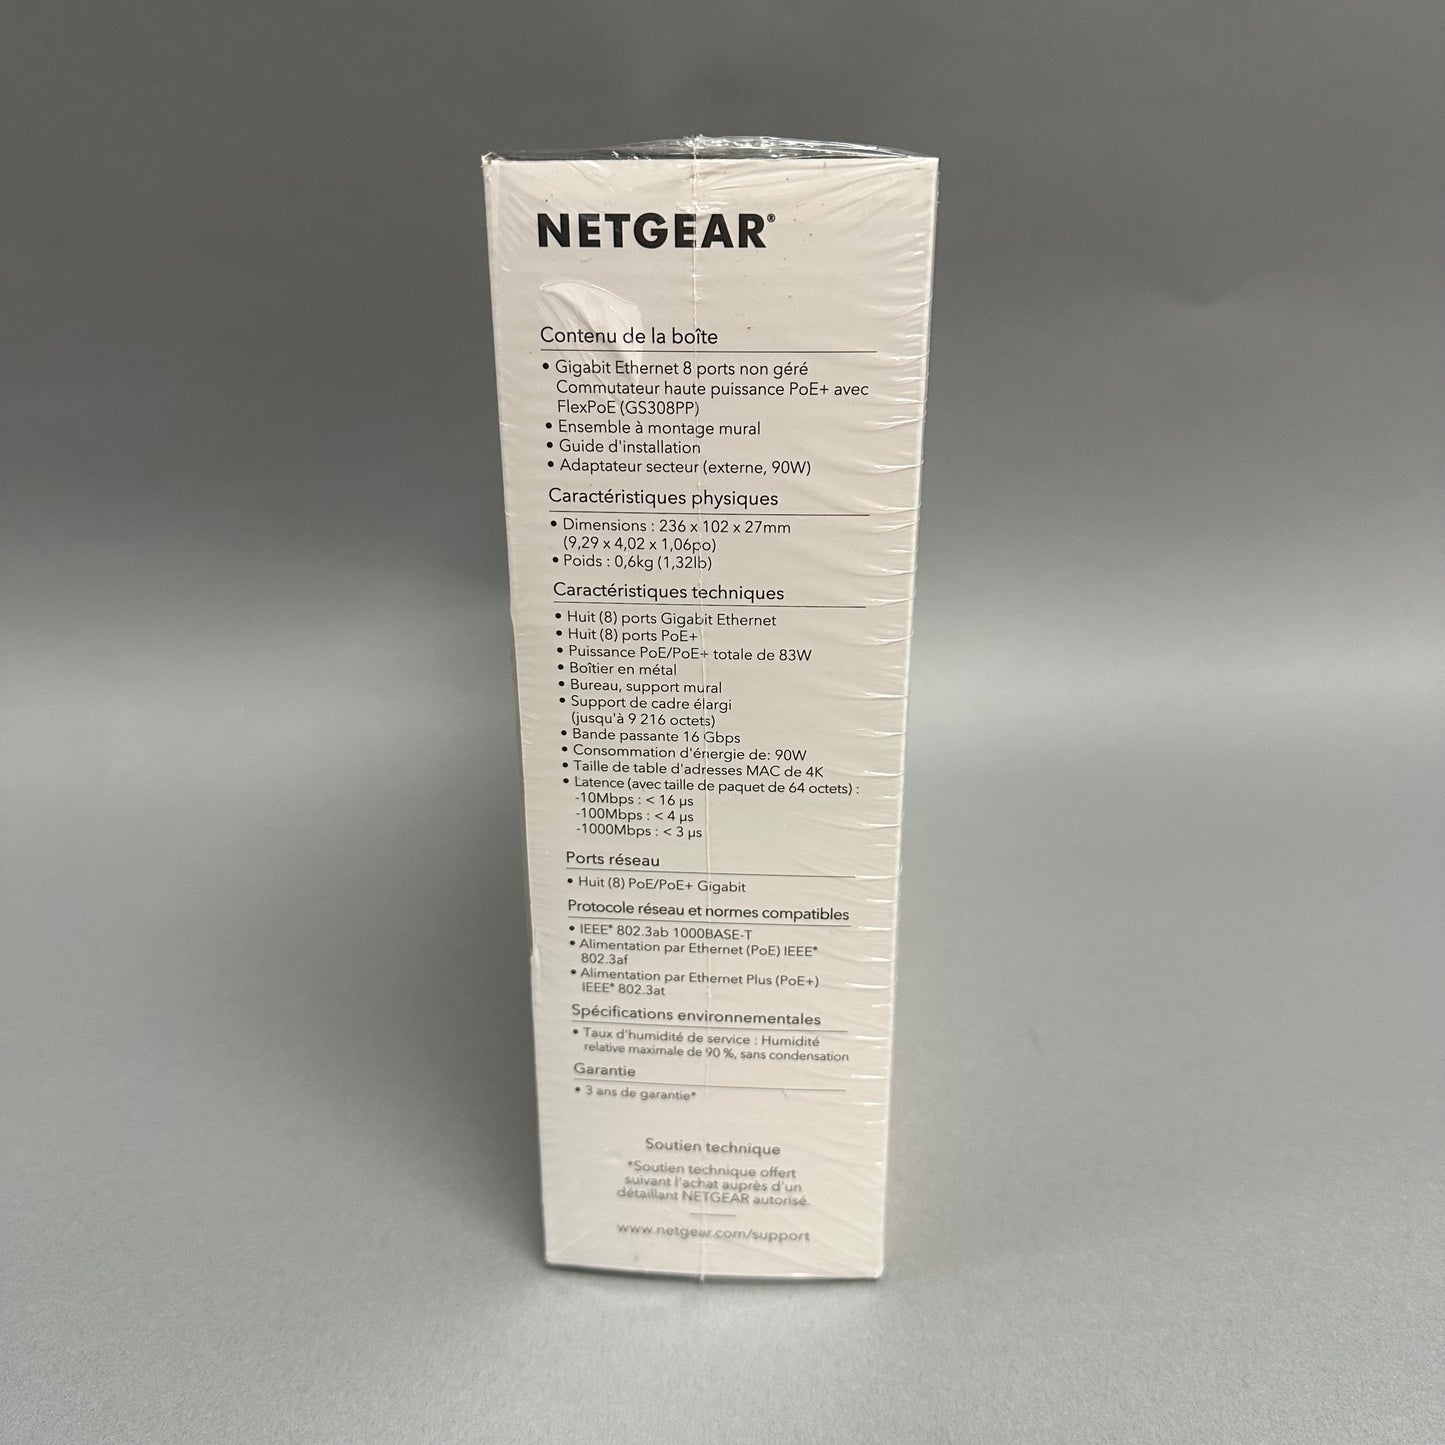 NETGEAR®
Contenu de la boîte
• Gigabit Ethernet 8 ports non géré
Commutateur haute puissance PoE+ avec
FlexPoE (GS308PP)
• Ensemble à montage mural
• Guide d'installation
• Adaptateur secteur (externe, 90W)
Caractéristiques physiques
• Dimensions : 236 x 102 x 27mm
(9,29 x 4,02 x 1,06po)
• Poids : 0,6kg (1,32lb)
Caractéristiques techniques
• Huit (8) ports Gigabit Ethernet
• Huit (8) ports PoE+
• Puissance PoE/PoE+ totale de 83W
• Boîtier en métal
• Bureau, support mural
• Support de cadre élargi
(jusqu'à 9 216 octets)
• Bande passante 16 Gbps
• Consommation d'énergie de: 90W
• Taille de table d'adresses MAC de 4K
• Latence (avec taille de paquet de 64 octets) :
-10Mbps : < 16 µs
-100Mbps : < 4 µs
-1000Mbps : < 3 µs
Ports réseau
• Huit (8) PoE/PoE+ Gigabit
Protocole réseau et normes compatibles
• IEEE® 802.3ab 1000BASE-T
• Alimentation par Ethernet (PoE) IEEE®
802.3af
• Alimentation par Ethernet Plus (PoE+)
IEEE® 802.3at
Spécifications environnementales
• Taux d'humidité de service : Humidité
relative maximale de 90 %, sans condensation
Garantie
• 3 ans de garantie*
Soutien technique
*Soutien technique offert
suivant l'achat auprès d'un
détaillant NETGEAR autorisé.
www.netgear.com/support